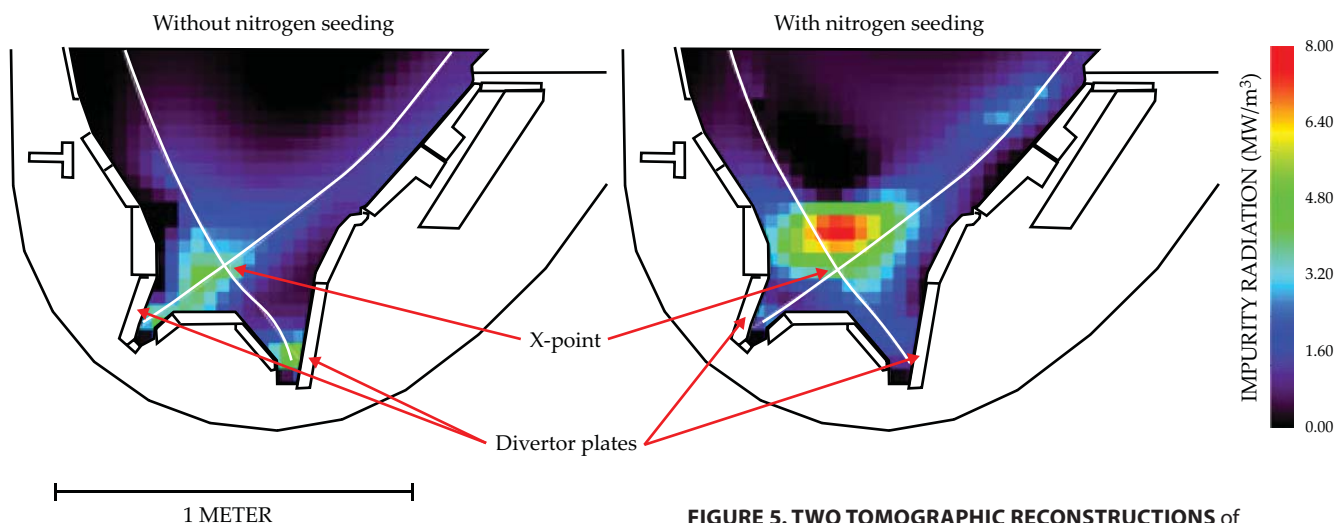 Without nitrogen seeding
With nitrogen seeding
X-point
Divertor plates
1 METER
8.00
6.40
4.80
3.20
1.60
0.00
IMPURITY RADIATION (MW/m³)
FIGURE 5. TWO TOMOGRAPHIC RECONSTRUCTIONS of